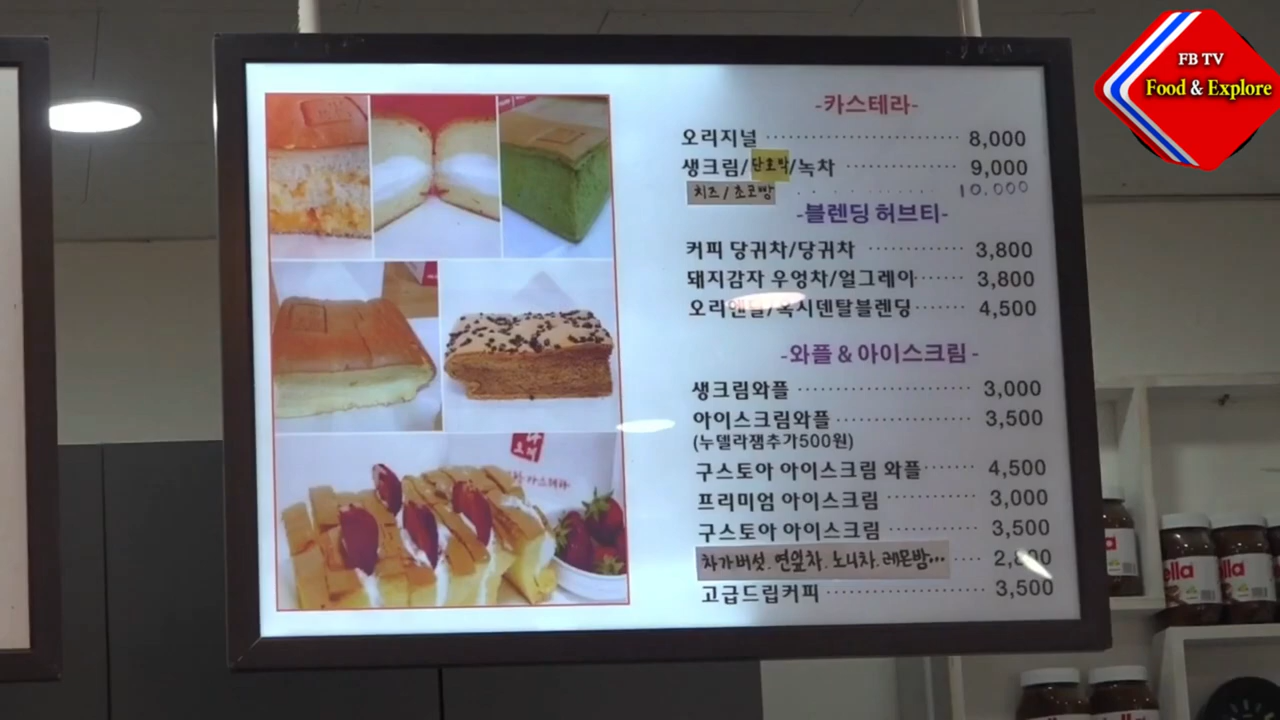 FB TV
Food & Explore
-카스테라-
오리지널 8,000
생크림/단호박/녹차 9,000
치즈/초코빵 10.000
-블렌딩 허브티-
커피 당귀차/당귀차 3,800
돼지감자 우엉차/얼그레이 3,800
오리엔탈/옥시덴탈블렌딩 4,500
-와플 & 아이스크림-
생크림와플 3,000
아이스크림와플 3,500
(누델라잼추가500원)
구스토아 아이스크림 와플 4,500
프리미엄 아이스크림 3,000
구스토아 아이스크림 3,500
차가버섯.연잎차.노니차.레몬밤...
고급드립커피 3,500
카스테라
ella
ella